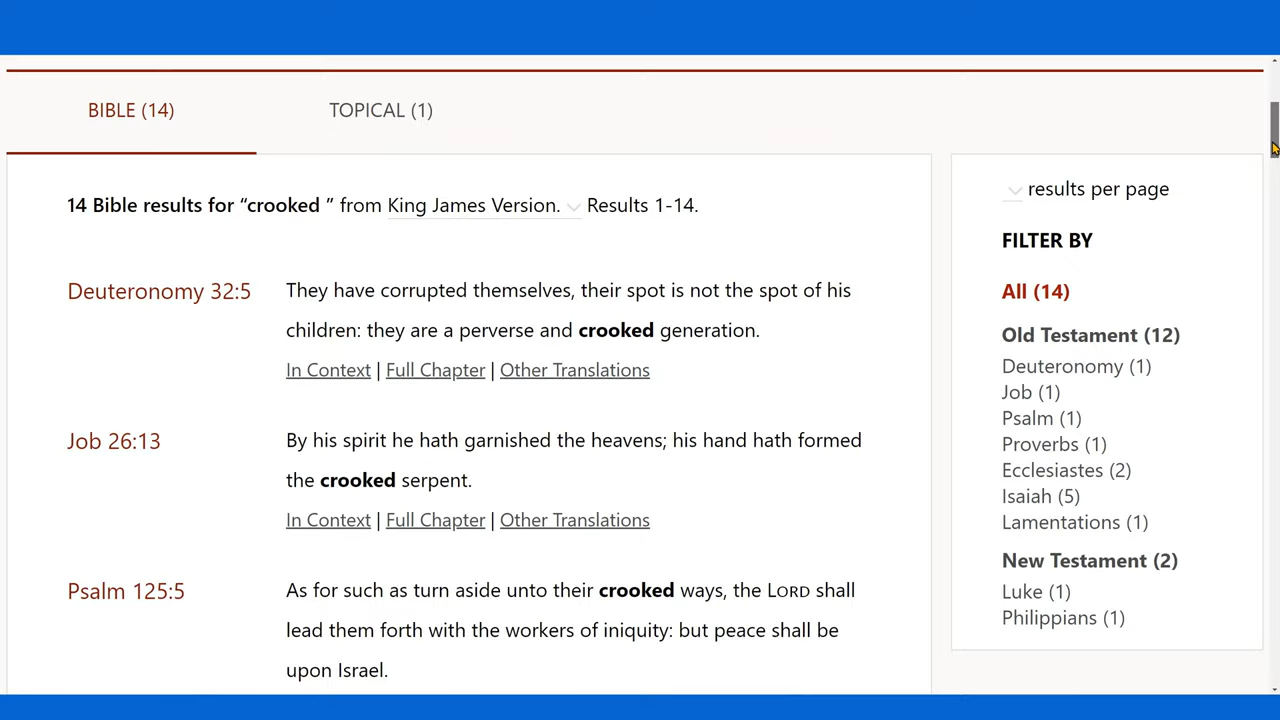 BIBLE (14)
TOPICAL (1)
14 Bible results for “crooked ” from King James Version. Results 1-14.
Deuteronomy 32:5
They have corrupted themselves, their spot is not the spot of his
children: they are a perverse and crooked generation.
In Context | Full Chapter | Other Translations
Job 26:13
By his spirit he hath garnished the heavens; his hand hath formed
the crooked serpent.
In Context | Full Chapter | Other Translations
Psalm 125:5
As for such as turn aside unto their crooked ways, the LORD shall
lead them forth with the workers of iniquity: but peace shall be
upon Israel.
results per page
FILTER BY
All (14)
Old Testament (12)
Deuteronomy (1)
Job (1)
Psalm (1)
Proverbs (1)
Ecclesiastes (2)
Isaiah (5)
Lamentations (1)
New Testament (2)
Luke (1)
Philippians (1)